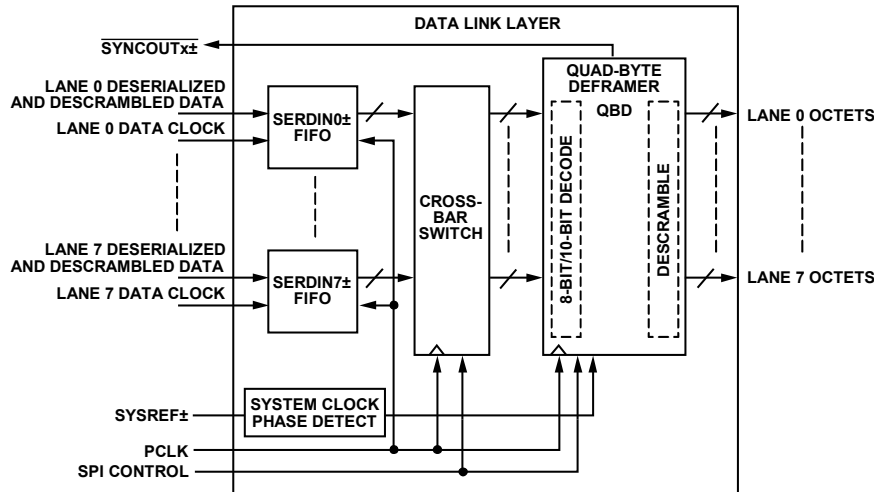 DATA LINK LAYER
SYNCOUTx±
LANE 0 DESERIALIZED
AND DESCRAMBLED DATA
LANE 0 DATA CLOCK
SERDIN0±
FIFO
LANE 7 DESERIALIZED
AND DESCRAMBLED DATA
LANE 7 DATA CLOCK
SERDIN7±
FIFO
CROSS-
BAR
SWITCH
QUAD-BYTE
DEFRAMER
QBD
8-BIT/10-BIT DECODE
DESCRAMBLE
LANE 0 OCTETS
LANE 7 OCTETS
SYSREF±
SYSTEM CLOCK
PHASE DETECT
PCLK
SPI CONTROL